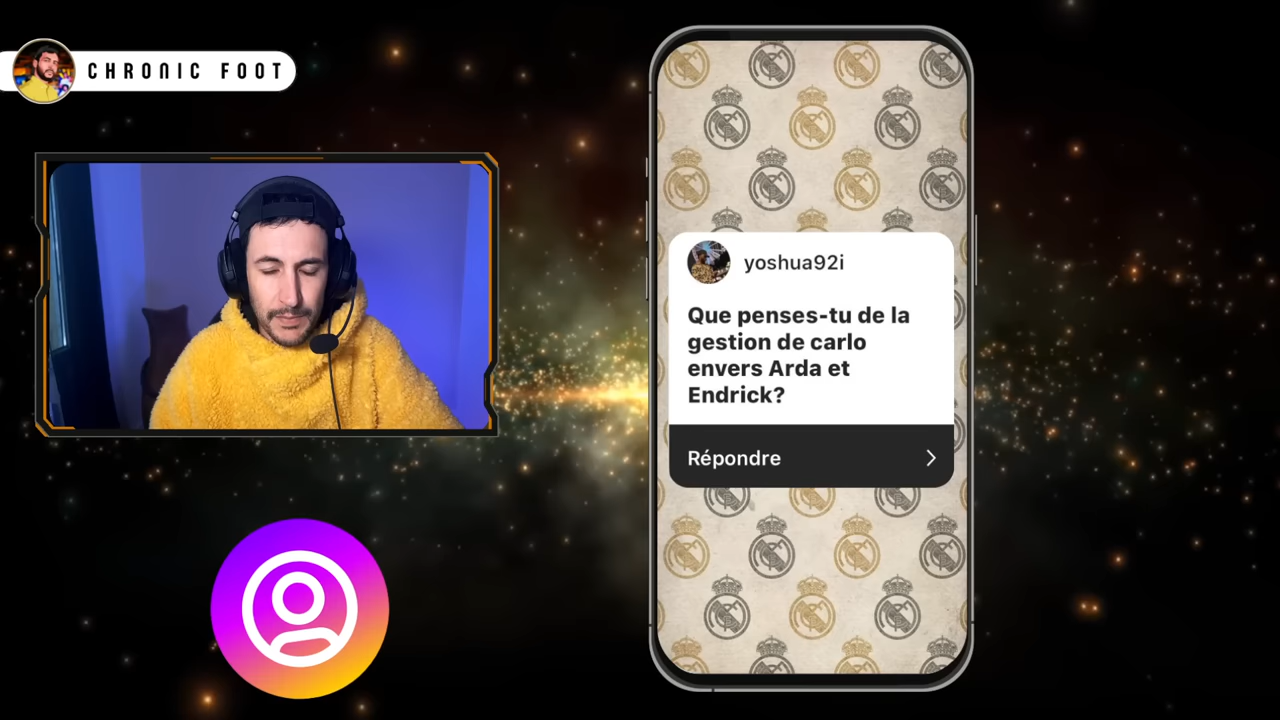 CHRONIC FOOT
yoshua92i
Que penses-tu de la
gestion de carlo
envers Arda et
Endrick?
Répondre